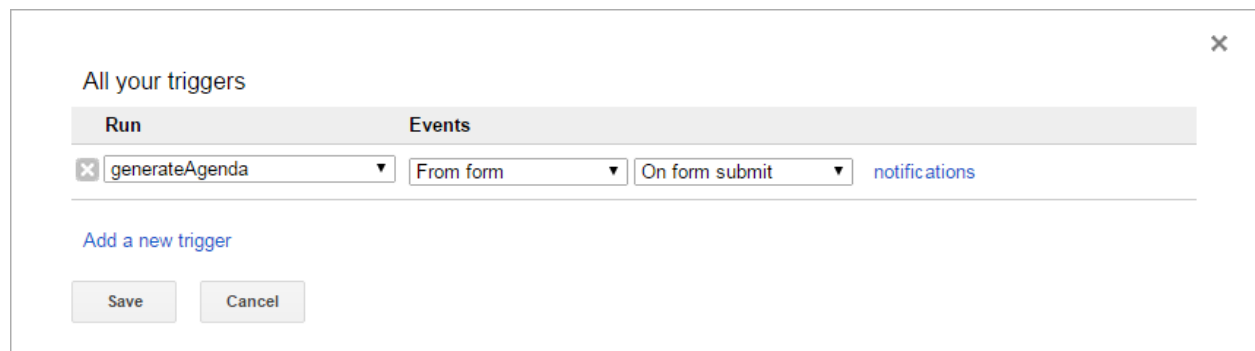 All your triggers
Run Events
generateAgenda From form On form submit notifications
Add a new trigger
Save Cancel